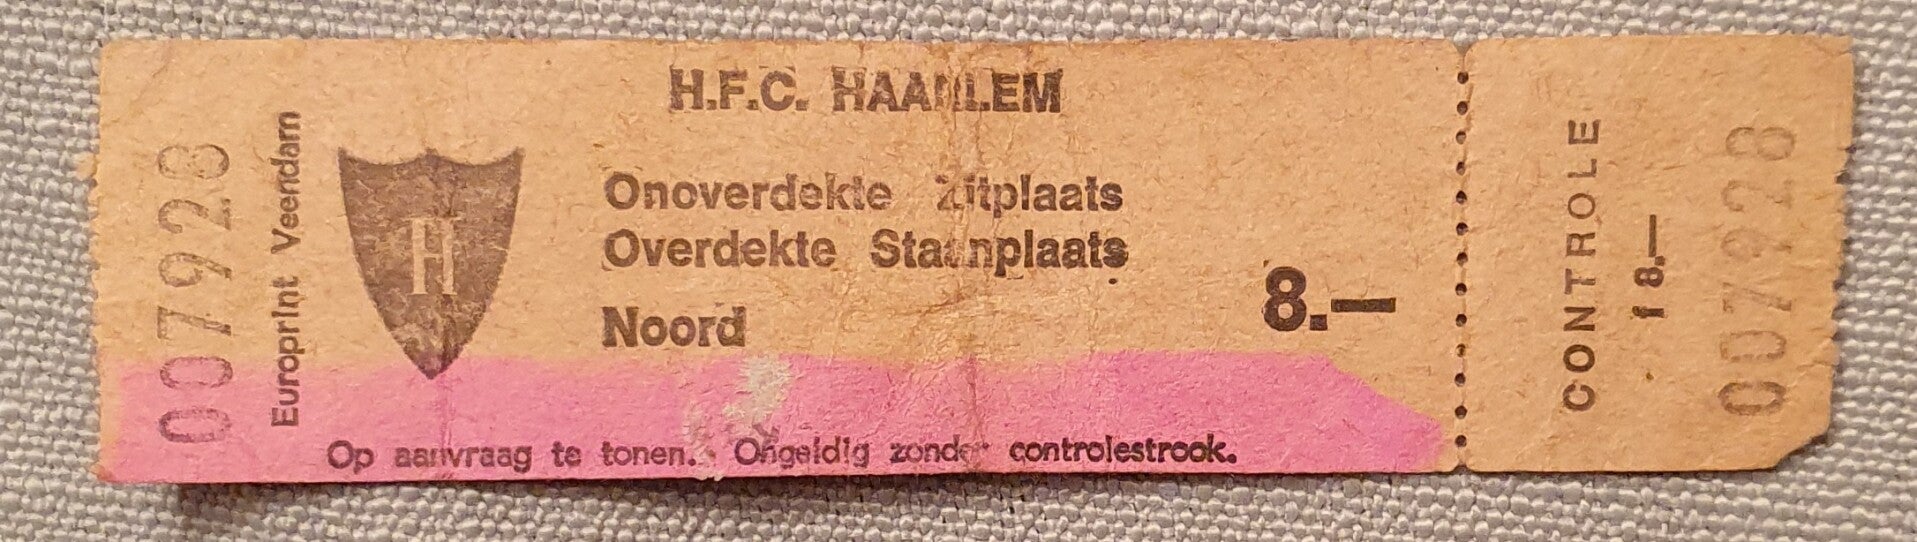 007928
Europrint Veendam
H
H.F.C. HAARLEM
Onoverdekte Zitplaats
Overdekte Staanplaats
Noord
8.—
Op aanvraag te tonen. Ongeldig zonder controlestrook.
CONTROLE
f 8.—
007928